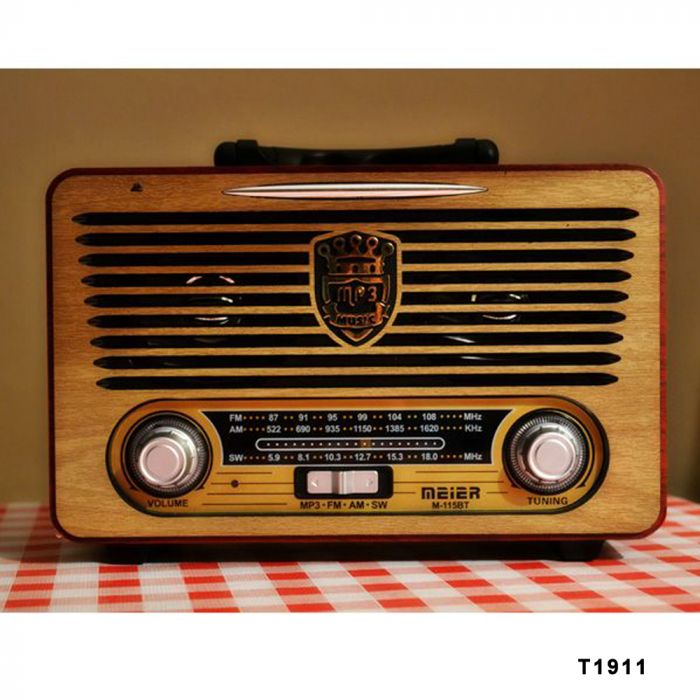 MP3
MUSIC
FM •••• 87 •• 91 •• 95 •• 99 •• 104 •• 108 •••• MHz
AM •••• 522 •• 690 •• 935 ••1150•• 1385 •• 1620 •••• KHz
SW •••• 5.9 •• 8.1 •• 10.3 •• 12.7 •• 15.3 •• 18.0 •••• MHz
VOLUME
MP3 • FM • AM • SW
MEIER
M-115BT
TUNING
T1911